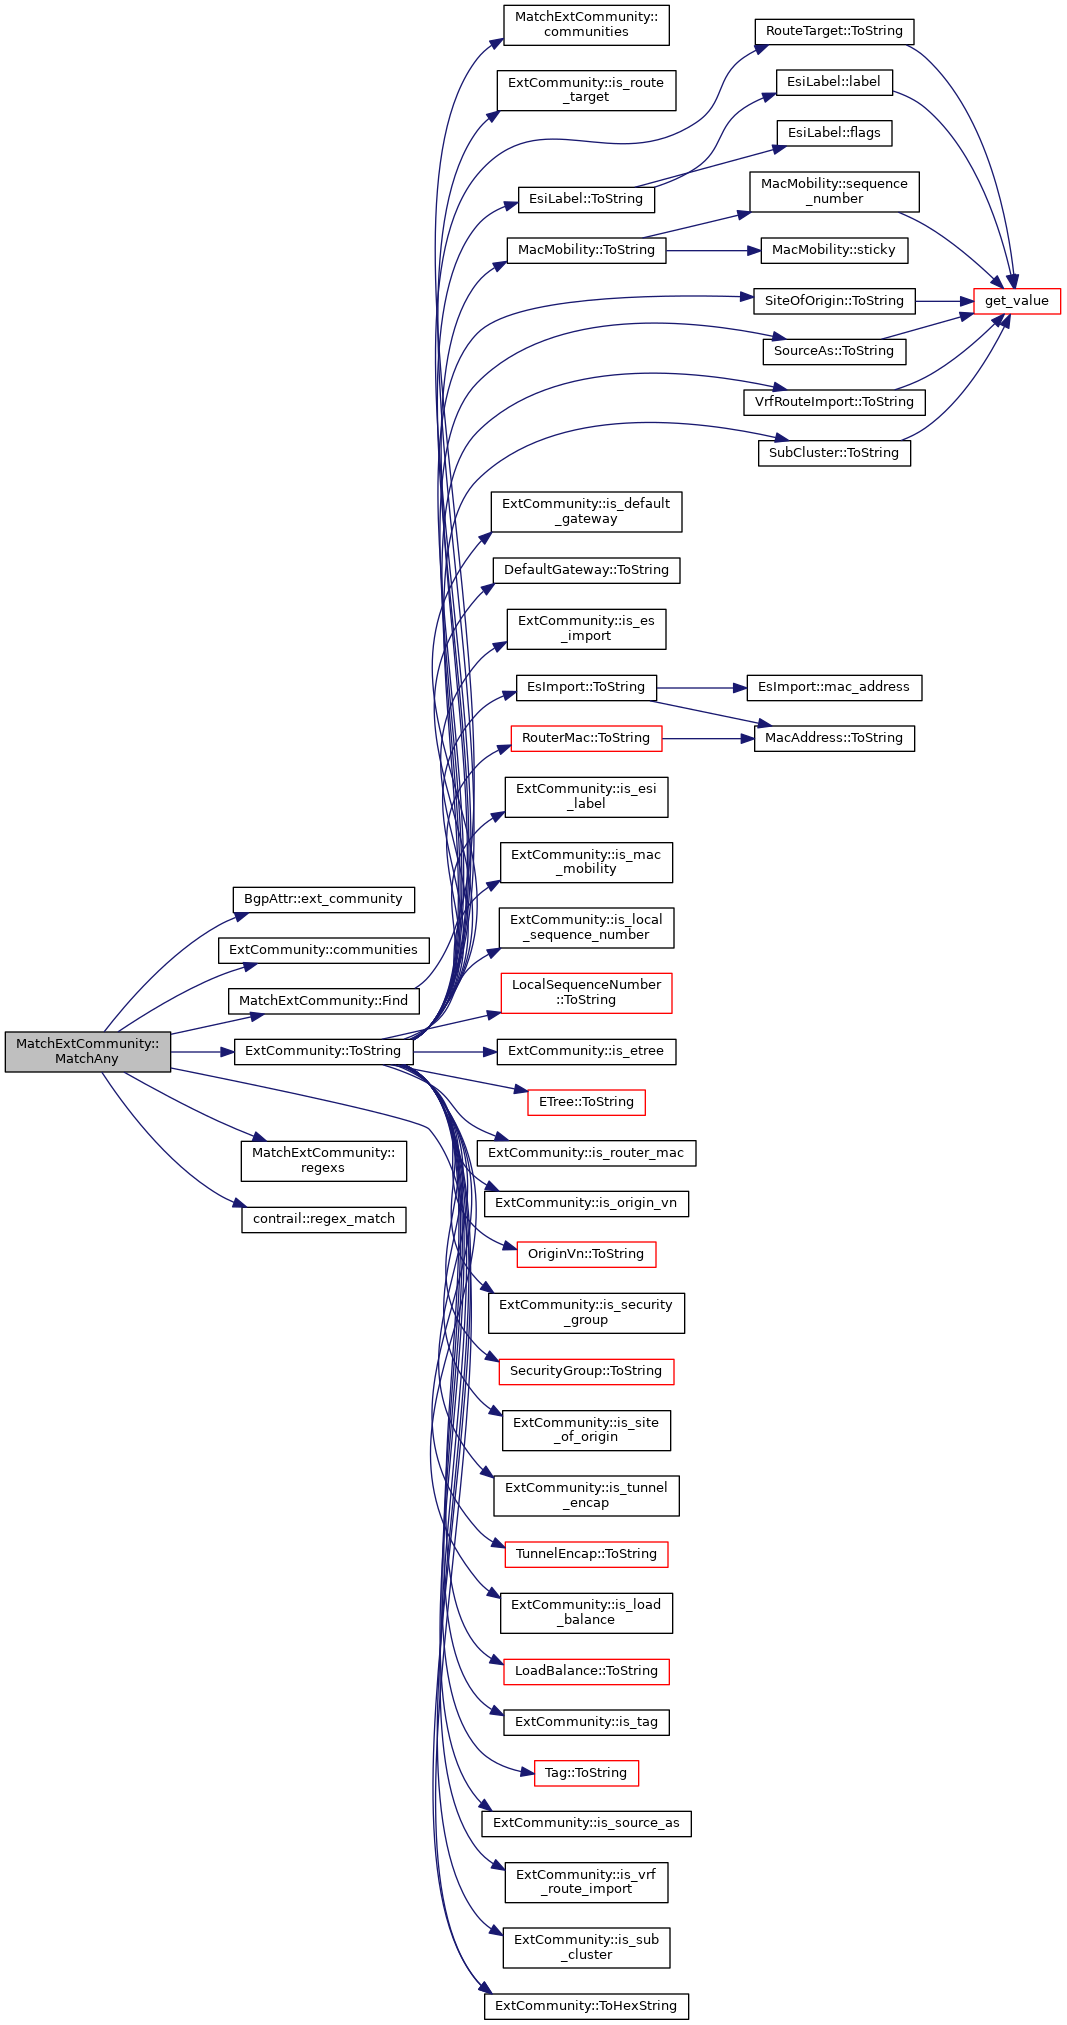 MatchExtCommunity::
MatchAny
BgpAttr::ext_community
ExtCommunity::communities
MatchExtCommunity::Find
ExtCommunity::ToString
MatchExtCommunity::
regexs
contrail::regex_match
MatchExtCommunity::
communities
ExtCommunity::is_route
_target
EsiLabel::ToString
MacMobility::ToString
ExtCommunity::is_default
_gateway
DefaultGateway::ToString
ExtCommunity::is_es
_import
EsImport::ToString
RouterMac::ToString
ExtCommunity::is_esi
_label
ExtCommunity::is_mac
_mobility
ExtCommunity::is_local
_sequence_number
LocalSequenceNumber
::ToString
ExtCommunity::is_etree
ETree::ToString
ExtCommunity::is_router_mac
ExtCommunity::is_origin_vn
OriginVn::ToString
ExtCommunity::is_security
_group
SecurityGroup::ToString
ExtCommunity::is_site
_of_origin
ExtCommunity::is_tunnel
_encap
TunnelEncap::ToString
ExtCommunity::is_load
_balance
LoadBalance::ToString
ExtCommunity::is_tag
Tag::ToString
ExtCommunity::is_source_as
ExtCommunity::is_vrf
_route_import
ExtCommunity::is_sub
_cluster
ExtCommunity::ToHexString
RouteTarget::ToString
EsiLabel::label
EsiLabel::flags
MacMobility::sequence
_number
MacMobility::sticky
SiteOfOrigin::ToString
SourceAs::ToString
VrfRouteImport::ToString
SubCluster::ToString
EsImport::mac_address
MacAddress::ToString
get_value